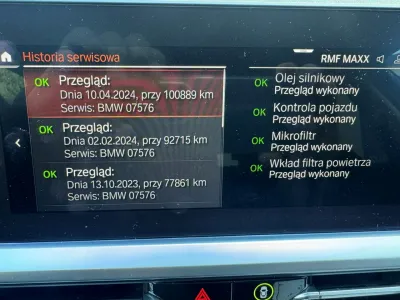 Historia serwisowa
RMF MAXX
OK Przegląd:
Dnia 10.04.2024, przy 100889 km
Serwis: BMW 07576
OK Przegląd:
Dnia 02.02.2024, przy 92715 km
Serwis: BMW 07576
OK Przegląd:
Dnia 13.10.2023, przy 77861 km
Serwis: BMW 07576
OK Olej silnikowy
Przegląd wykonany
OK Kontrola pojazdu
Przegląd wykonany
OK Mikrofiltr
Przegląd wykonany
OK Wkład filtra powietrza
Przegląd wykonany